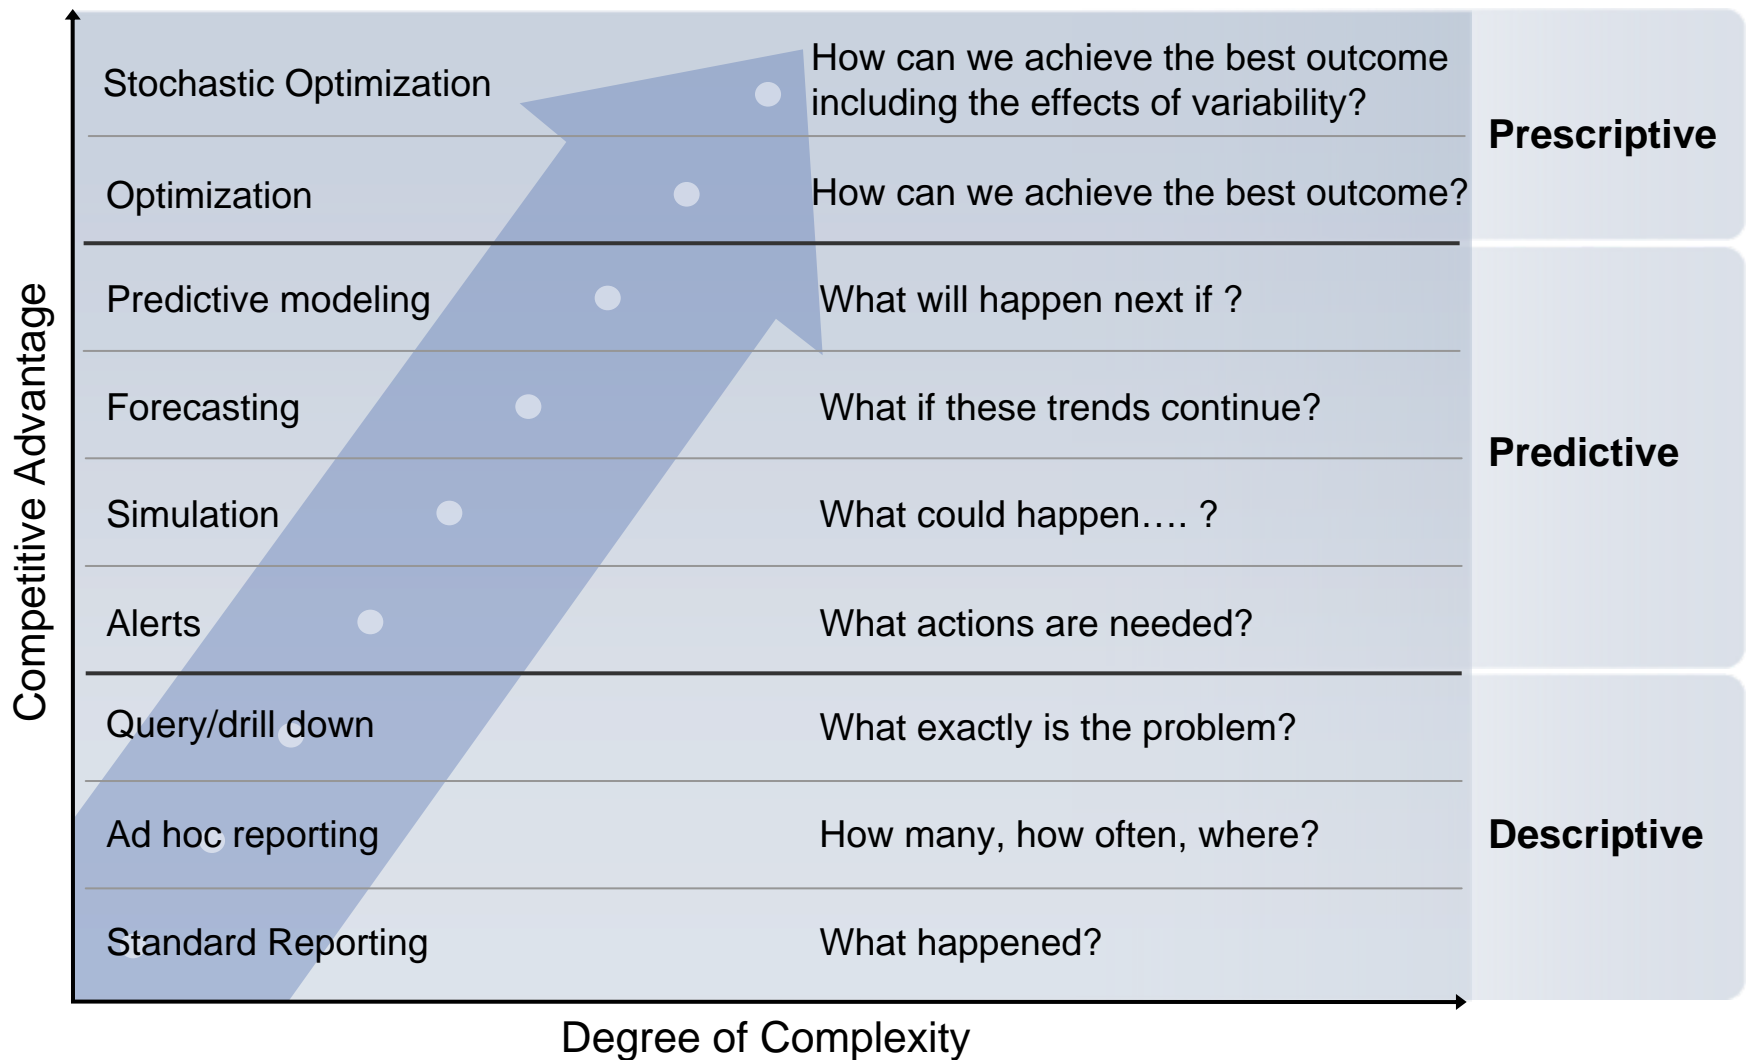 Stochastic Optimization
How can we achieve the best outcome
including the effects of variability?
Prescriptive
Optimization
How can we achieve the best outcome?
Predictive modeling
What will happen next if ?
Forecasting
What if these trends continue?
Predictive
Simulation
What could happen.... ?
Alerts
What actions are needed?
Query/drill down
What exactly is the problem?
Ad hoc reporting
How many, how often, where?
Descriptive
Standard Reporting
What happened?
Competitive Advantage
Degree of Complexity